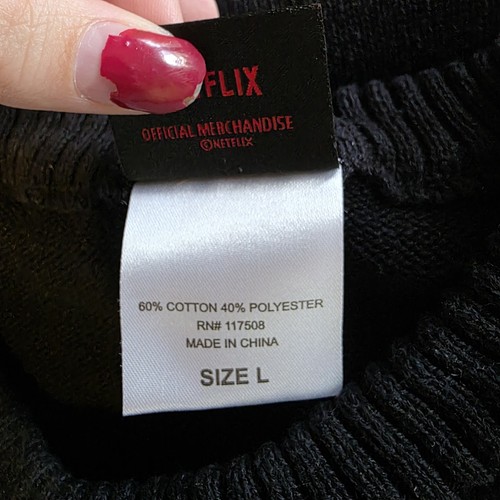 FLIX
OFFICIAL MERCHANDISE
©NETFLIX
60% COTTON 40% POLYESTER
RN# 117508
MADE IN CHINA
SIZE L